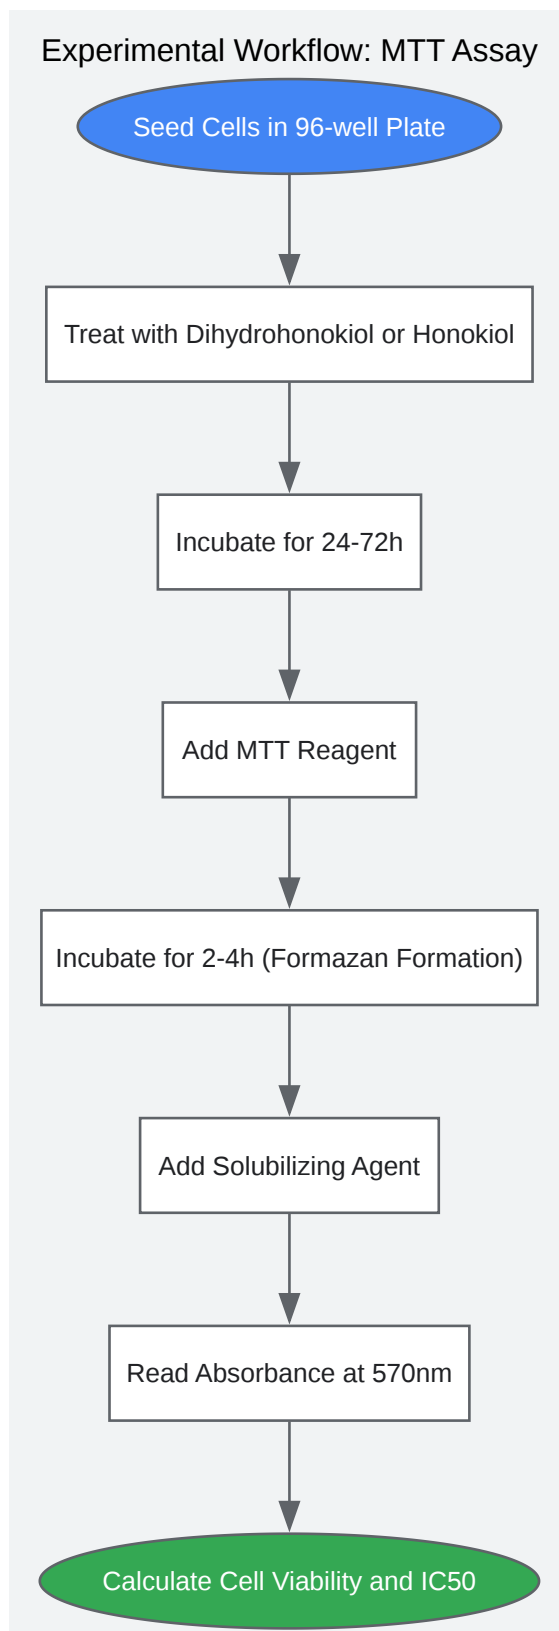 Experimental Workflow: MTT Assay
Seed Cells in 96-well Plate
Treat with Dihydrohonokiol or Honokiol
Incubate for 24-72h
Add MTT Reagent
Incubate for 2-4h (Formazan Formation)
Add Solubilizing Agent
Read Absorbance at 570nm
Calculate Cell Viability and IC50